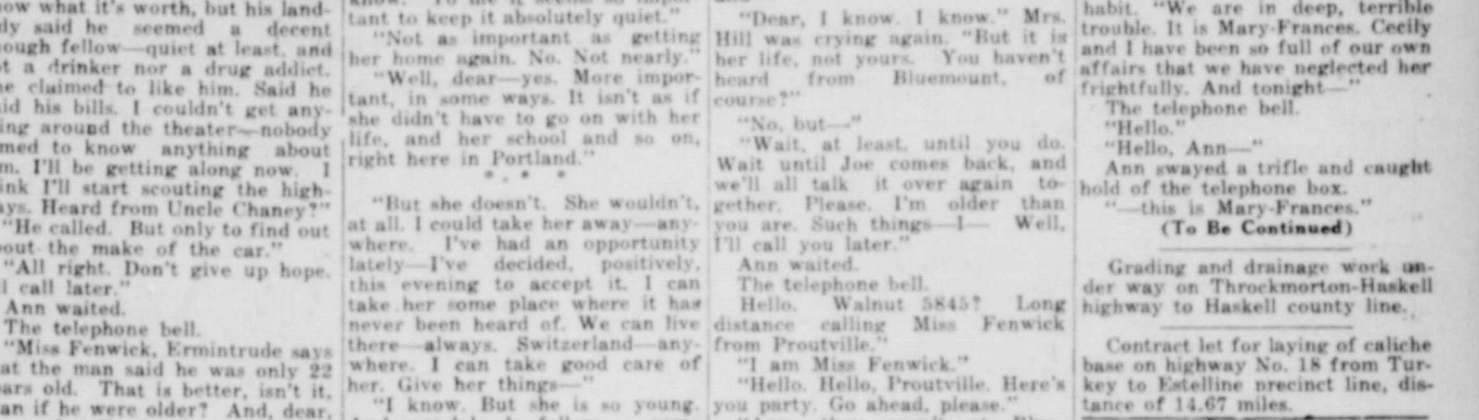 now what it's worth, but his land-
dy said he seemed a decent
ough fellow—quiet at least, and
ot a drinker nor a drug addict.
he claimed to like him. Said he
aid his bills. I couldn't get any-
ing around the theater—nobody
med to know anything about
m. I'll be getting along now. I
ink I'll start scouting the high-
ays. Heard from Uncle Chaney?"
"He called. But only to find out
bout the make of the car."
"All right. Don't give up hope.
l call later."
Ann waited.
The telephone bell.
"Miss Fenwick, Ermintrude says
at the man said he was only 22
ars old. That is better, isn't it,
an if he were older? And, dear,
tant to keep it absolutely quiet."
"Not as important as getting
her home again. No. Not nearly."
"Well, dear—yes. More impor-
tant, in some ways. It isn't as if
she didn't have to go on with her
life, and her school and so on,
right here in Portland."
* * * *
"But she doesn't. She wouldn't,
at all. I could take her away—any-
where. I've had an opportunity
lately—I've decided, positively,
this evening to accept it. I can
take her some place where it has
never been heard of. We can live
there—always. Switzerland—any-
where. I can take good care of
her. Give her things—"
"I know. But she is so young.
"Dear, I know. I know." Mrs.
Hill was crying again. "But it is
her life, not yours. You haven't
heard from Bluemount, of
course?"
"No, but—"
"Wait, at least, until you do.
Wait until Joe comes back, and
we'll all talk it over again to-
gether. Please. I'm older than
you are. Such things—I— Well,
I'll call you later."
Ann waited.
The telephone bell.
Hello. Walnut 5845? Long
distance calling Miss Fenwick
from Proutville."
"I am Miss Fenwick."
"Hello. Hello, Proutville. Here's
you party. Go ahead, please."
habit. "We are in deep, terrible
trouble. It is Mary-Frances. Cecily
and I have been so full of our own
affairs that we have neglected her
frightfully. And tonight—"
The telephone bell.
"Hello."
"Hello, Ann—"
Ann swayed a trifle and caught
hold of the telephone box.
"—this is Mary-Frances."
(To Be Continued)
Grading and drainage work un-
der way on Throckmorton-Haskell
highway to Haskell county line.
Contract let for laying of caliche
base on highway No. 18 from Tur-
key to Estelline precinct line, dis-
tance of 14.67 miles.